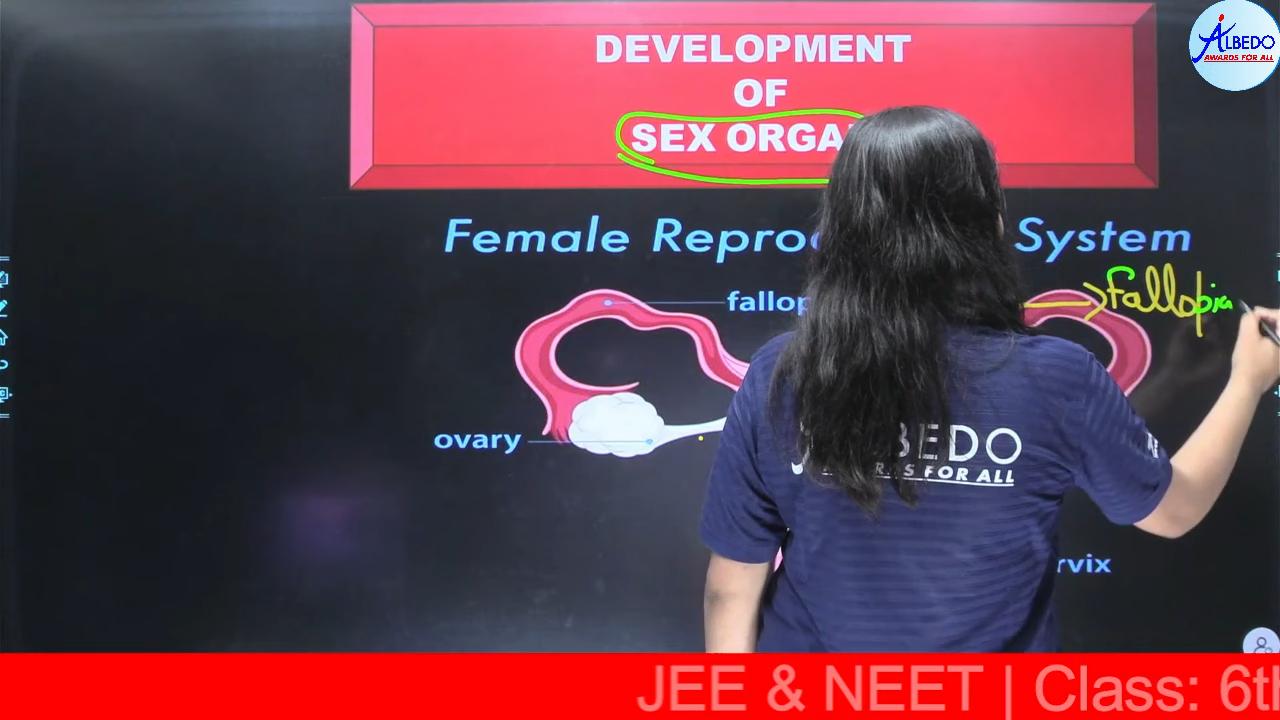 DEVELOPMENT
OF
SEX ORGA
Female Repro System
fallop
Fallopia
ovary
ALBEDO
AWARDS FOR ALL
BEDO
FOR ALL
rvix
JEE & NEET | Class: 6th